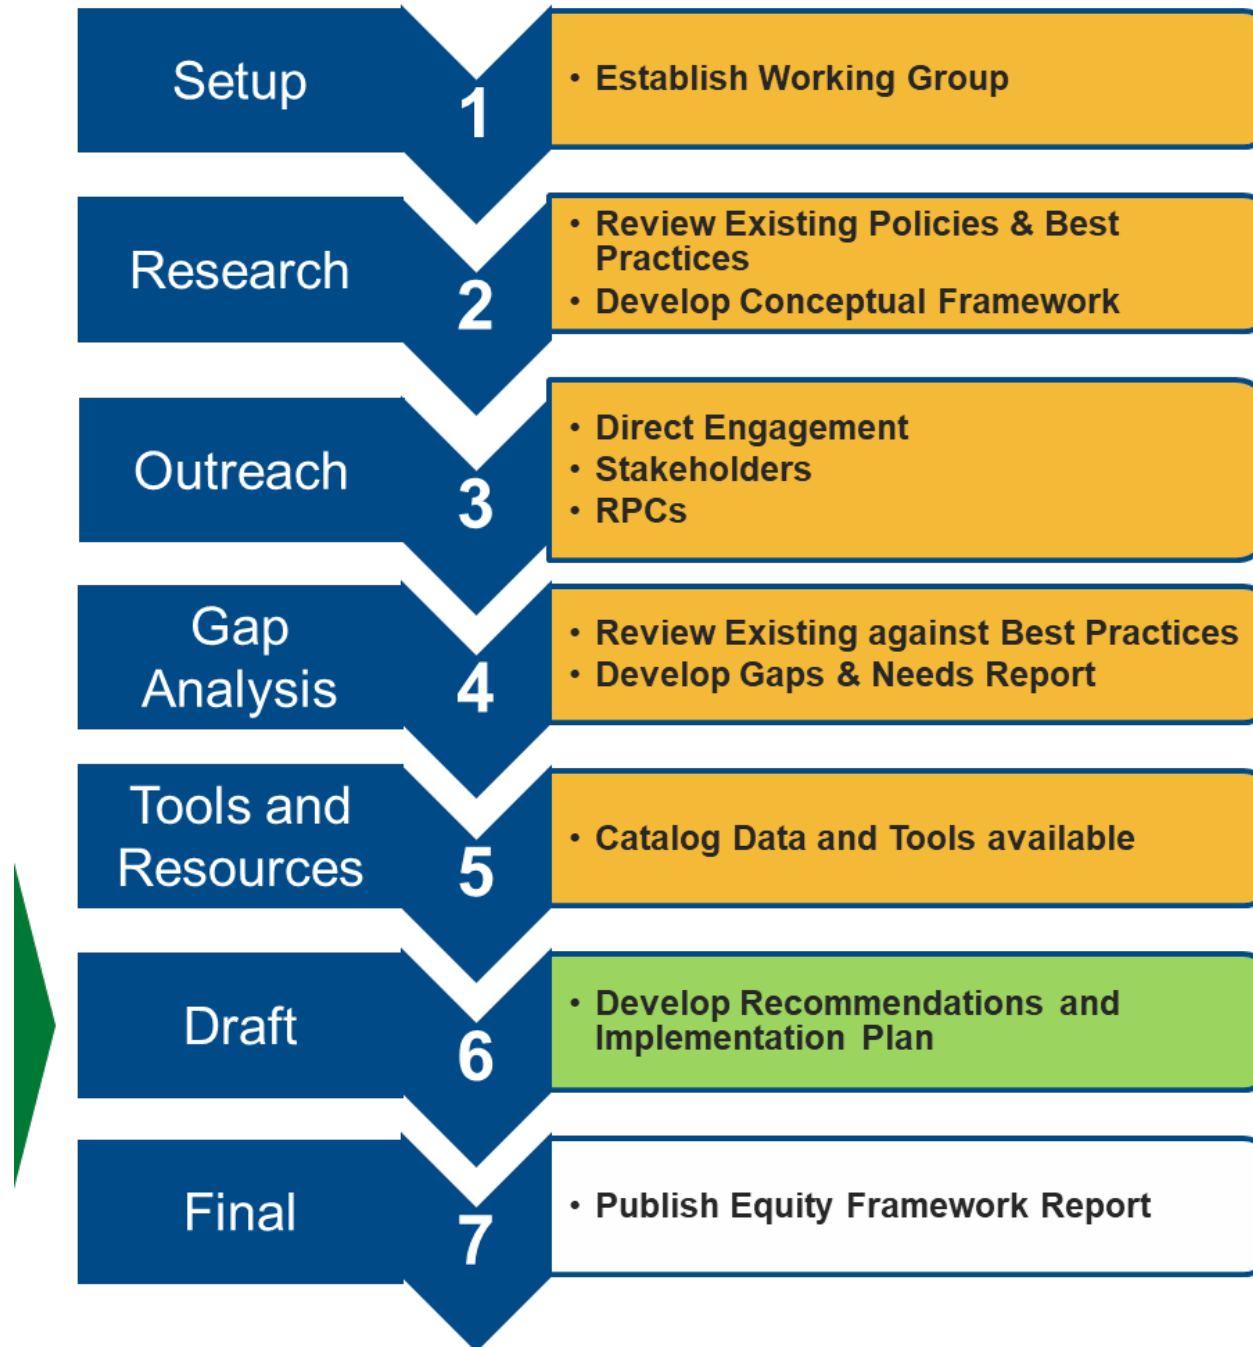 Setup
1
• Establish Working Group
Research
2
• Review Existing Policies & Best
Practices
• Develop Conceptual Framework
Outreach
3
• Direct Engagement
• Stakeholders
• RPCs
Gap
Analysis
4
• Review Existing against Best Practices
• Develop Gaps & Needs Report
Tools and
Resources
5
• Catalog Data and Tools available
Draft
6
• Develop Recommendations and
Implementation Plan
Final
7
• Publish Equity Framework Report